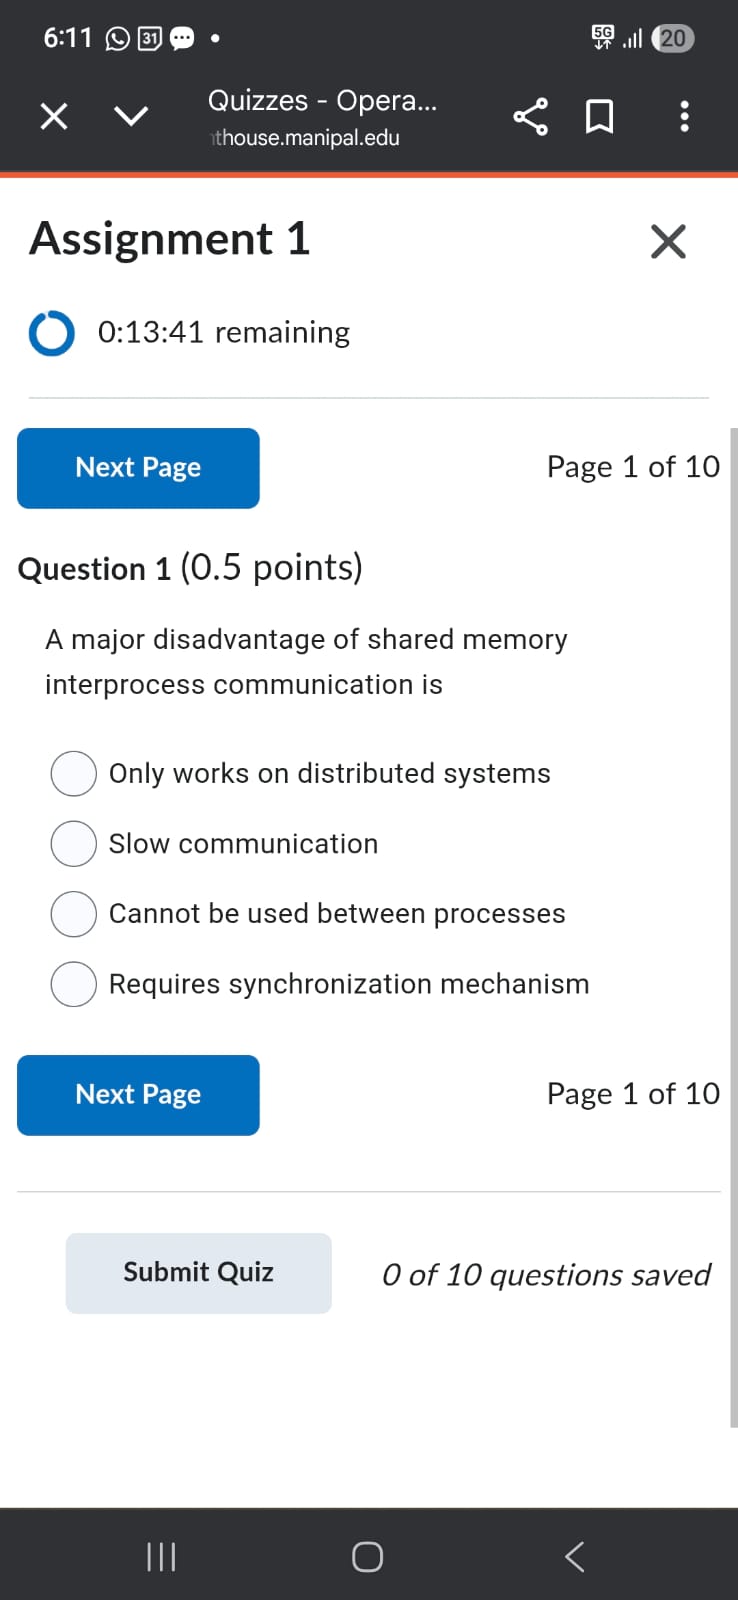 6:11 31 5G 20
Quizzes - Opera...
thouse.manipal.edu
Assignment 1
0:13:41 remaining
Next Page Page 1 of 10
Question 1 (0.5 points)
A major disadvantage of shared memory
interprocess communication is
Only works on distributed systems
Slow communication
Cannot be used between processes
Requires synchronization mechanism
Next Page Page 1 of 10
Submit Quiz 0 of 10 questions saved